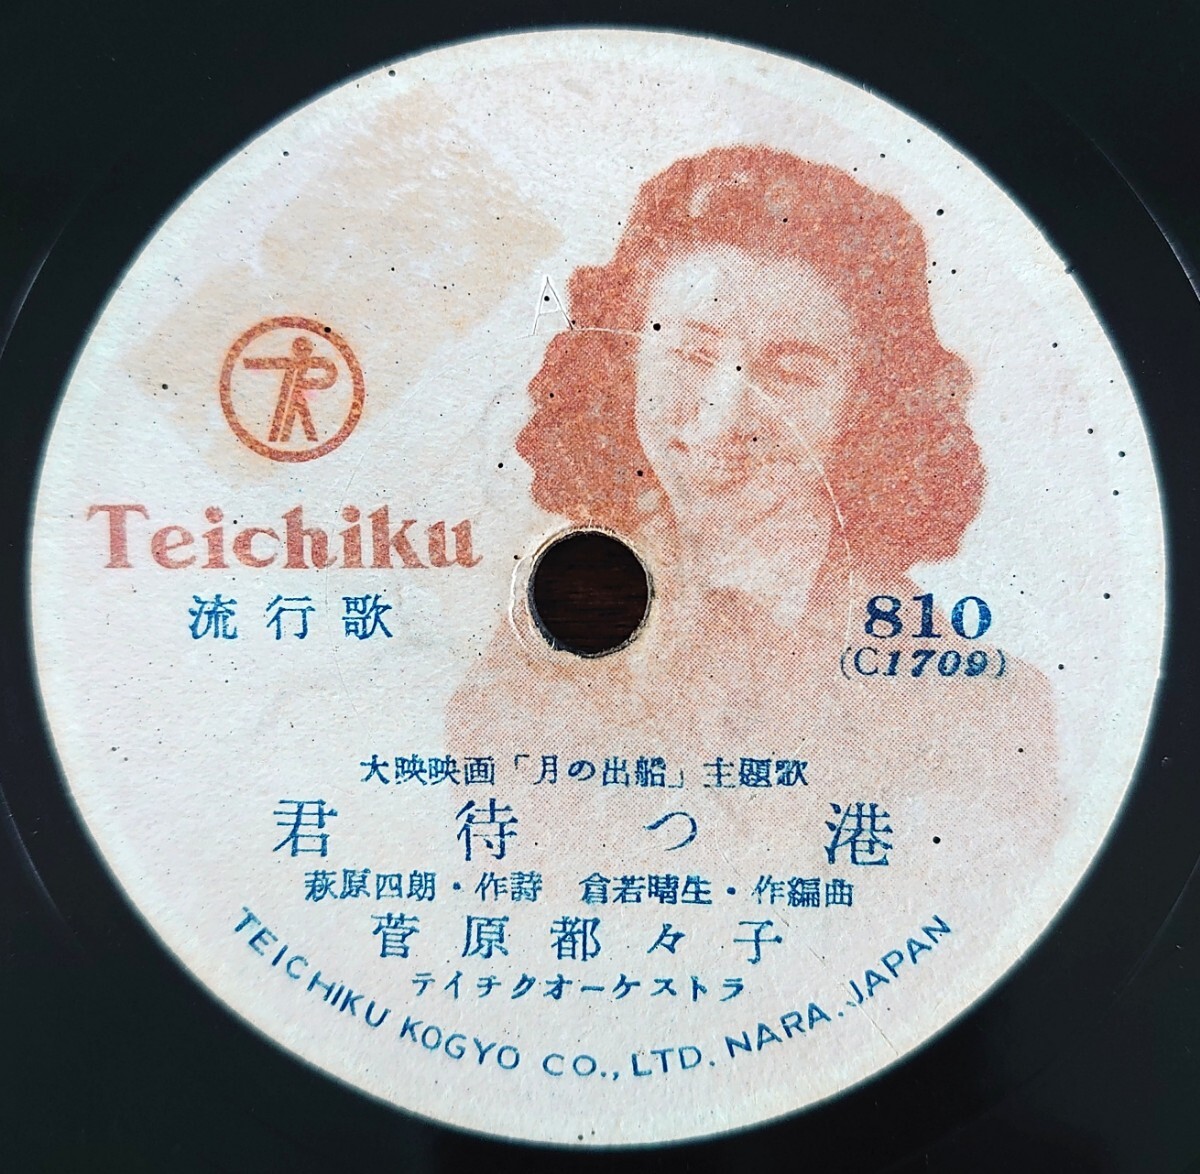 A
Teichiku
流行歌
810
(C1709)
大映映画「月の出船」主題歌
君待つ港
萩原四朗・作詩 倉若晴生・作編曲
菅原都々子
テイチクオーケストラ
TEICHIKU KOGYO CO., LTD. NARA. JAPAN